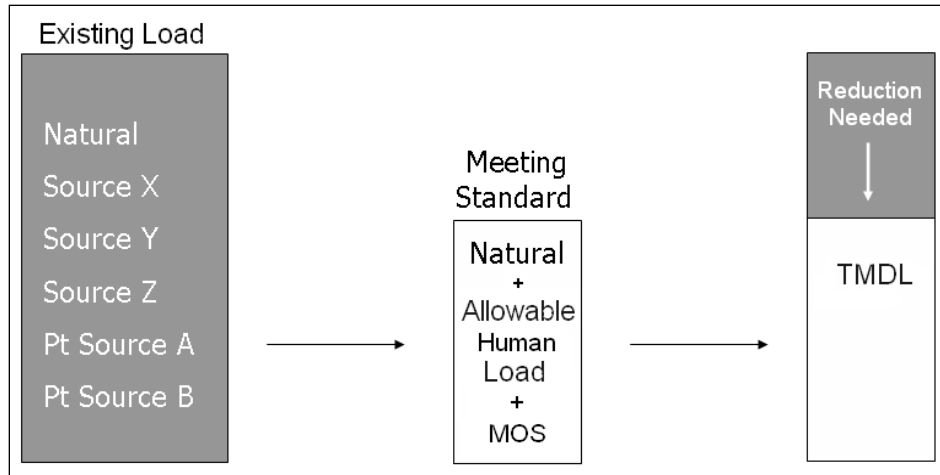 Existing Load
Natural
Source X
Source Y
Source Z
Pt Source A
Pt Source B
Meeting
Standard
Natural
+
Allowable
Human
Load
+
MOS
Reduction
Needed
TMDL